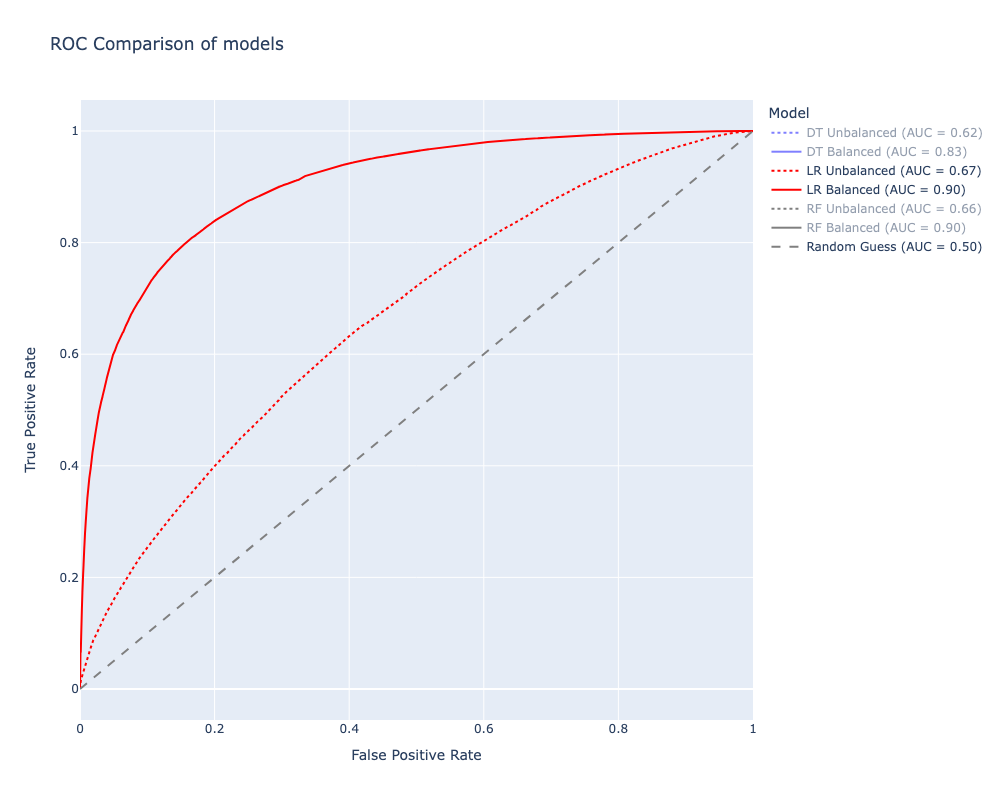 ROC Comparison of models
Model
DT Unbalanced (AUC = 0.62)
DT Balanced (AUC = 0.83)
LR Unbalanced (AUC = 0.67)
LR Balanced (AUC = 0.90)
RF Unbalanced (AUC = 0.66)
RF Balanced (AUC = 0.90)
Random Guess (AUC = 0.50)
True Positive Rate
1
0.8
0.6
0.4
0.2
0
0 0.2 0.4 0.6 0.8 1
False Positive Rate